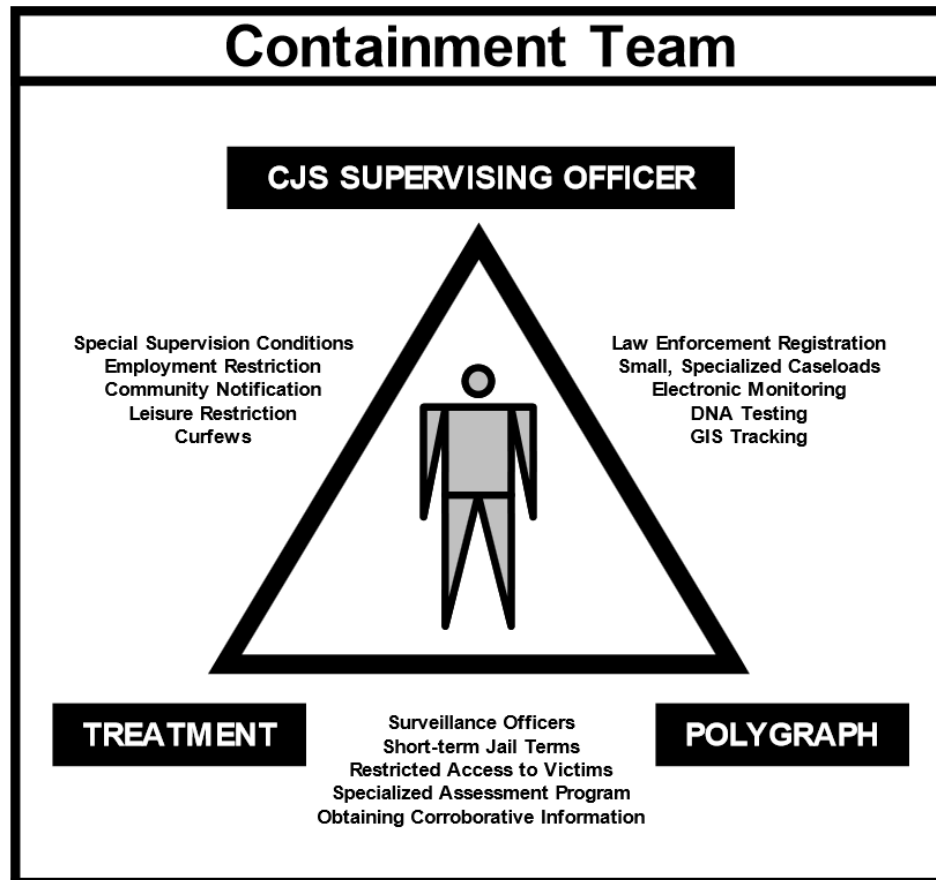 Containment Team
CJS SUPERVISING OFFICER
Special Supervision Conditions
Employment Restriction
Community Notification
Leisure Restriction
Curfews
Law Enforcement Registration
Small, Specialized Caseloads
Electronic Monitoring
DNA Testing
GIS Tracking
TREATMENT
Surveillance Officers
Short-term Jail Terms
Restricted Access to Victims
Specialized Assessment Program
Obtaining Corroborative Information
POLYGRAPH